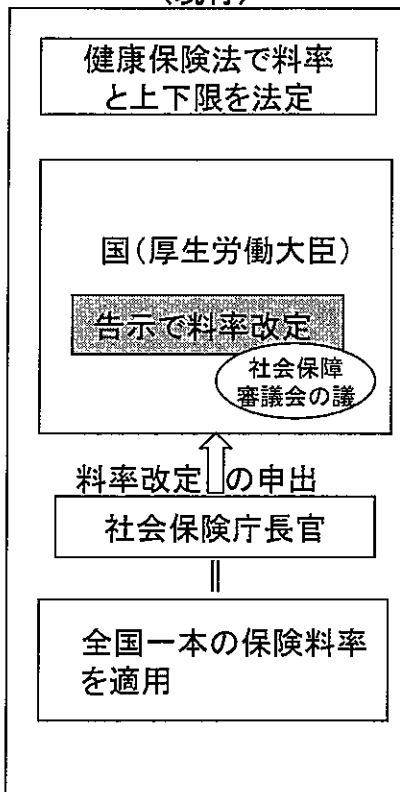 健康保険法で料率
と上下限を法定
国(厚生労働大臣)
告示で料率改定
社会保障
審議会の議
料率改定の申出
社会保険庁長官
全国一本の保険料率
を適用